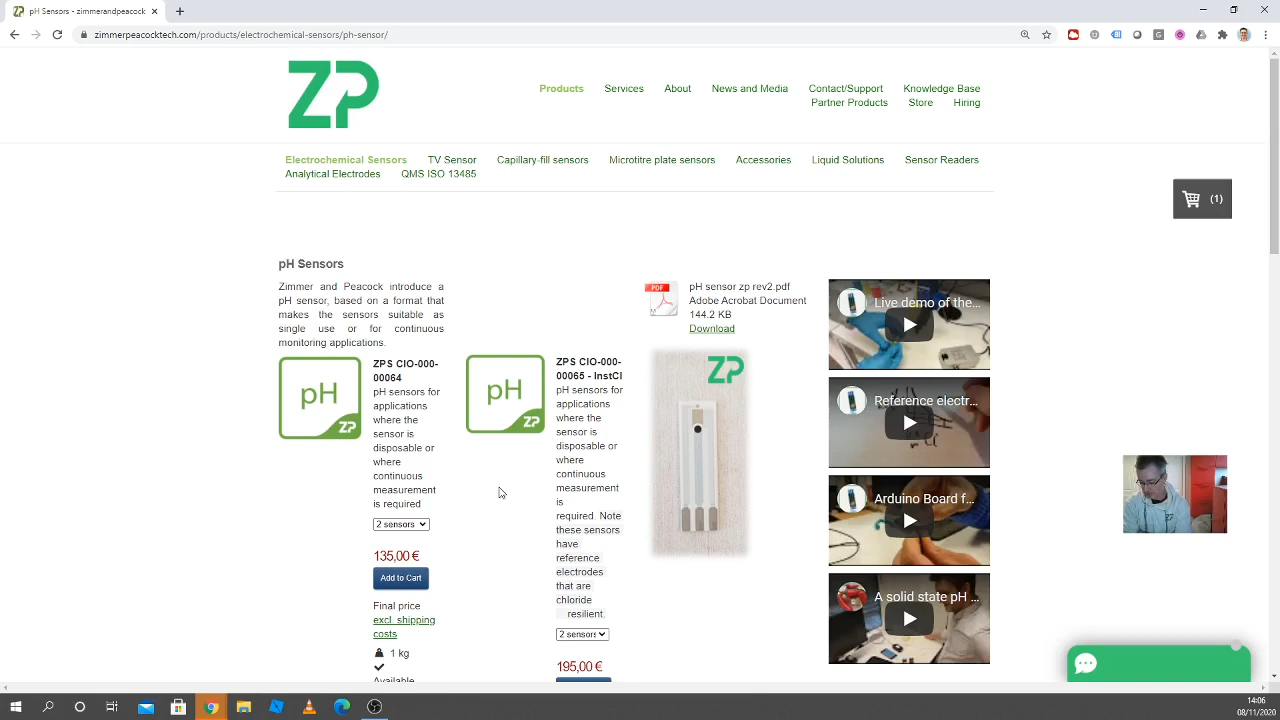 pH Sensors - zimmerandpeacock
zimmerpeacocktech.com/products/electrochemical-sensors/ph-sensor/
ZP
Products Services About News and Media Contact/Support Knowledge Base
Partner Products Store Hiring
Electrochemical Sensors TV Sensor Capillary-fill sensors Microtitre plate sensors Accessories Liquid Solutions Sensor Readers
Analytical Electrodes QMS ISO 13485
(1)
pH Sensors
Zimmer and Peacock introduce a
pH sensor, based on a format that
makes the sensors suitable as
single use or for continuous
monitoring applications.
pH
ZP
ZPS CIO-000-
00064
pH sensors for
applications
where the
sensor is
disposable or
where
continuous
measurement
is required
2 sensors
135,00 €
Add to Cart
Final price
excl. shipping
costs
1 kg
Available
pH
ZP
ZPS CIO-000-
00065 - InstCl
pH sensors for
applications
where the
sensor is
disposable or
where
continuous
measurement
is
required. Note
these sensors
have
reference
electrodes
that are
chloride
resilient.
2 sensors
195,00 €
PDF
pH sensor zp rev2.pdf
Adobe Acrobat Document
144.2 KB
Download
ZP
Live demo of the...
Reference electr...
Arduino Board f...
A solid state pH ...
14:06
08/11/2020